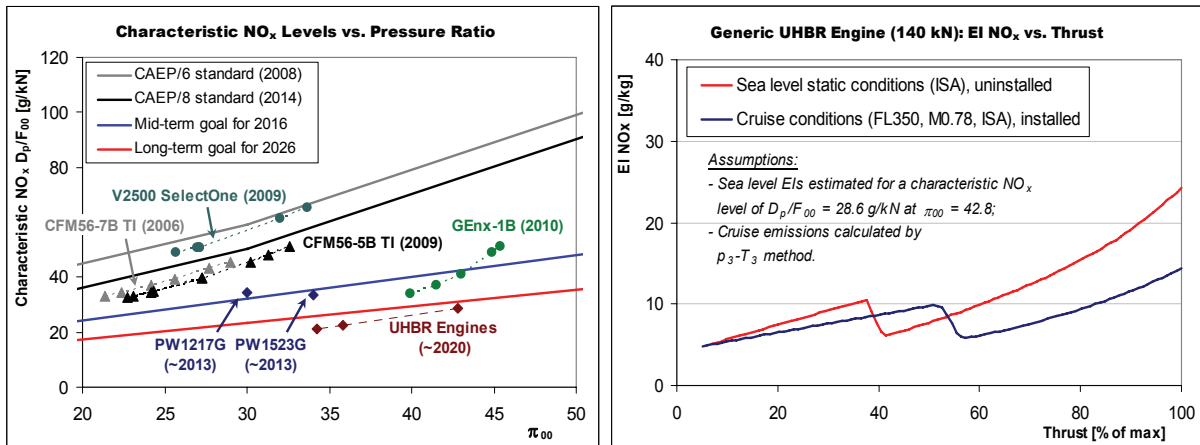 Characteristic NOx Levels vs. Pressure Ratio
Characteristic NOx Dp/F00 [g/kN]
120
100
80
60
40
20
0
CAEP/6 standard (2008)
CAEP/8 standard (2014)
Mid-term goal for 2016
Long-term goal for 2026
V2500 SelectOne (2009)
CFM56-7B TI (2006)
CFM56-5B TI (2009)
GEnx-1B (2010)
PW1217G
(~2013)
PW1523G
(~2013)
UHBR Engines
(~2020)
20 25 30 35 40 45 50
π00
Generic UHBR Engine (140 kN): EI NOx vs. Thrust
EI NOx [g/kg]
40
30
20
10
0
Sea level static conditions (ISA), uninstalled
Cruise conditions (FL350, M0.78, ISA), installed
Assumptions:
- Sea level EIs estimated for a characteristic NOx
level of Dp/F00 = 28.6 g/kN at π00 = 42.8;
- Cruise emissions calculated by
p3-T3 method.
0 20 40 60 80 100
Thrust [% of max]